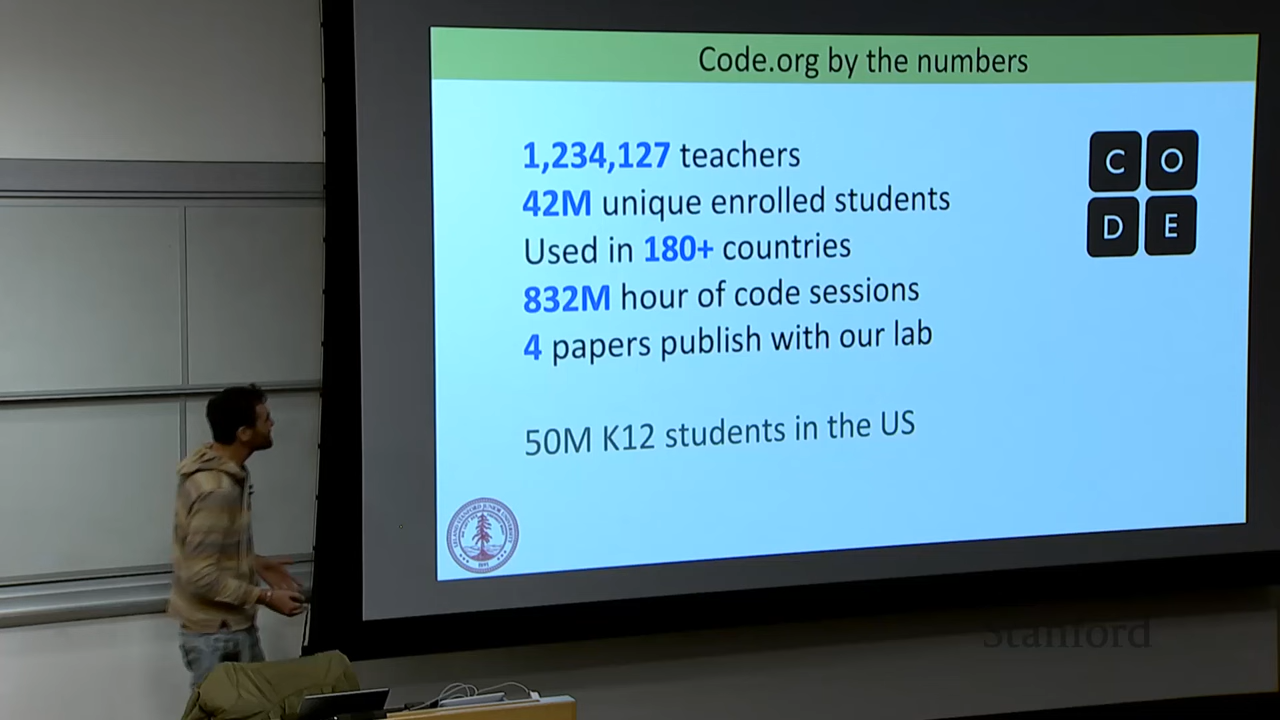 Code.org by the numbers
1,234,127 teachers
42M unique enrolled students
Used in 180+ countries
832M hour of code sessions
4 papers publish with our lab
50M K12 students in the US
C O
D E
Stanford